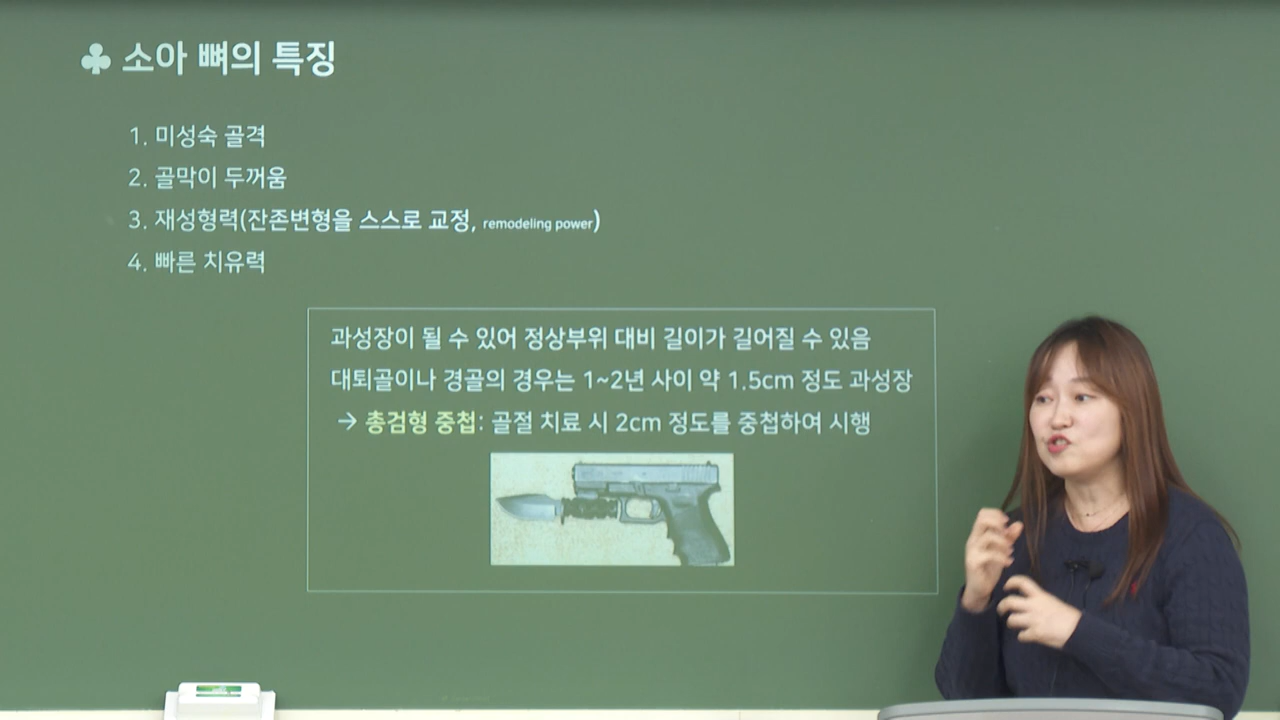 ♣ 소아 뼈의 특징
1. 미성숙 골격
2. 골막이 두꺼움
3. 재성형력(잔존변형을 스스로 교정, remodeling power)
4. 빠른 치유력
과성장이 될 수 있어 정상부위 대비 길이가 길어질 수 있음
대퇴골이나 경골의 경우는 1~2년 사이 약 1.5cm 정도 과성장
→ 총검형 중첩: 골절 치료 시 2cm 정도를 중첩하여 시행